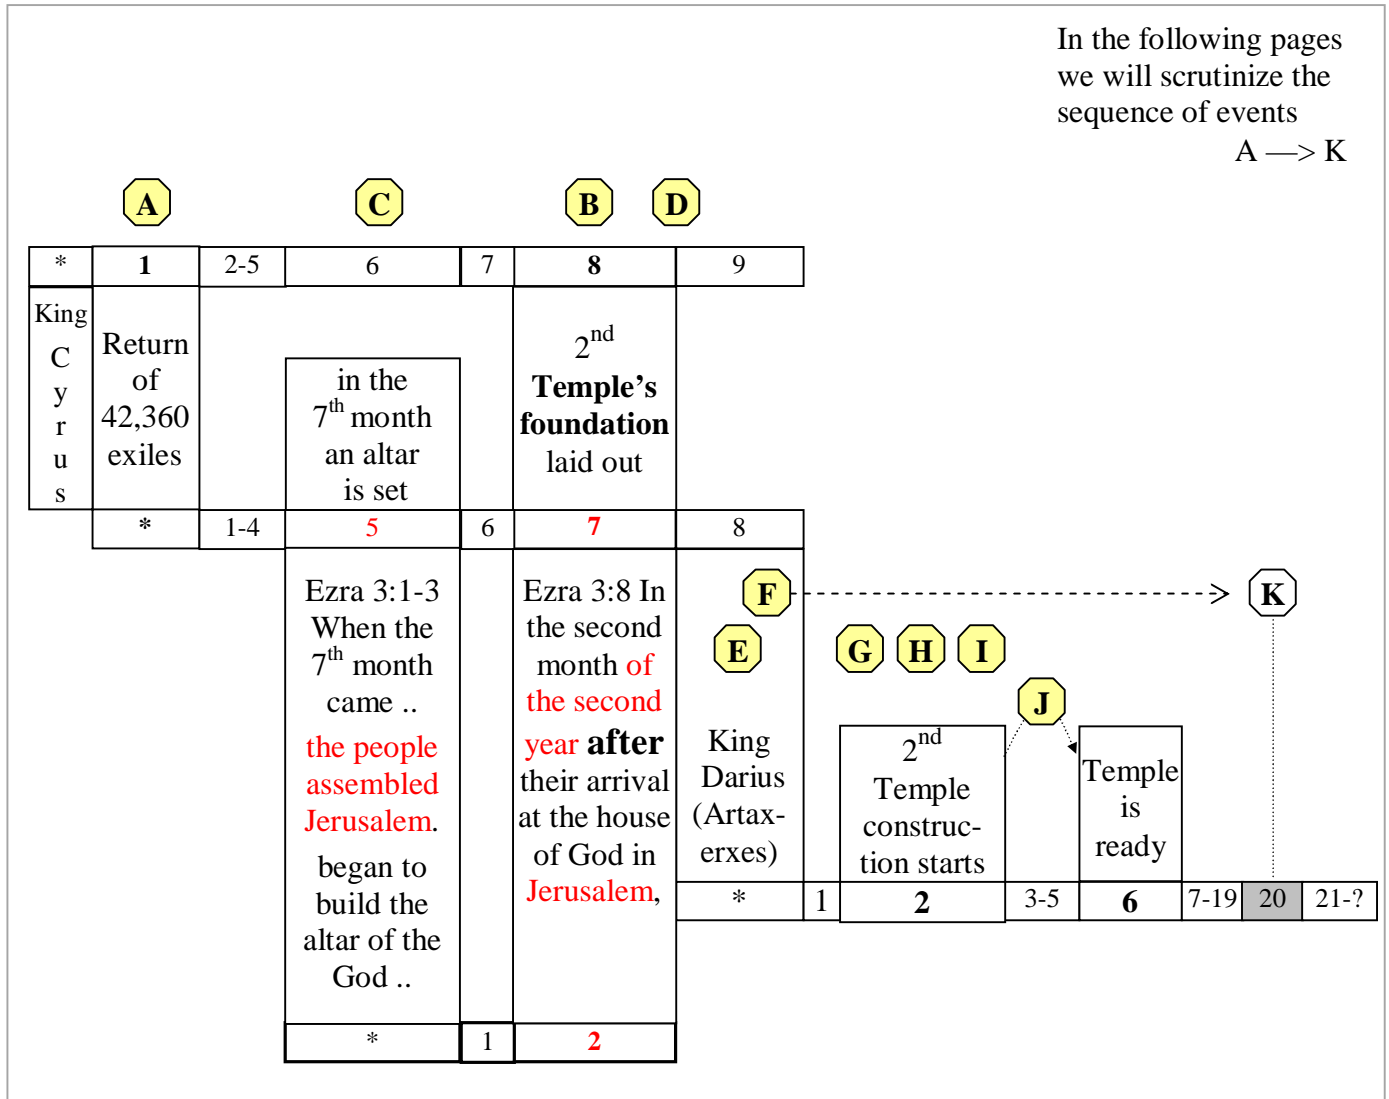 In the following pages
we will scrutinize the
sequence of events
A —> K
A C B D
* 1 2-5 6 7 8 9
King
C
y
r
u
s
Return
of
42,360
exiles
in the
7th month
an altar
is set
2nd
Temple's
foundation
laid out
* 1-4 5 6 7 8
Ezra 3:1-3
When the
7th month
came ..
the people
assembled
Jerusalem.
began to
build the
altar of the
God ..
Ezra 3:8 In
the second
month of
the second
year after
their arrival
at the house
of God in
Jerusalem,
F K
E G H I
J
King
Darius
(Artax-
erxes)
2nd
Temple
construc-
tion starts
Temple
is
ready
* 1 2 3-5 6 7-19 20 21-?
* 1 2